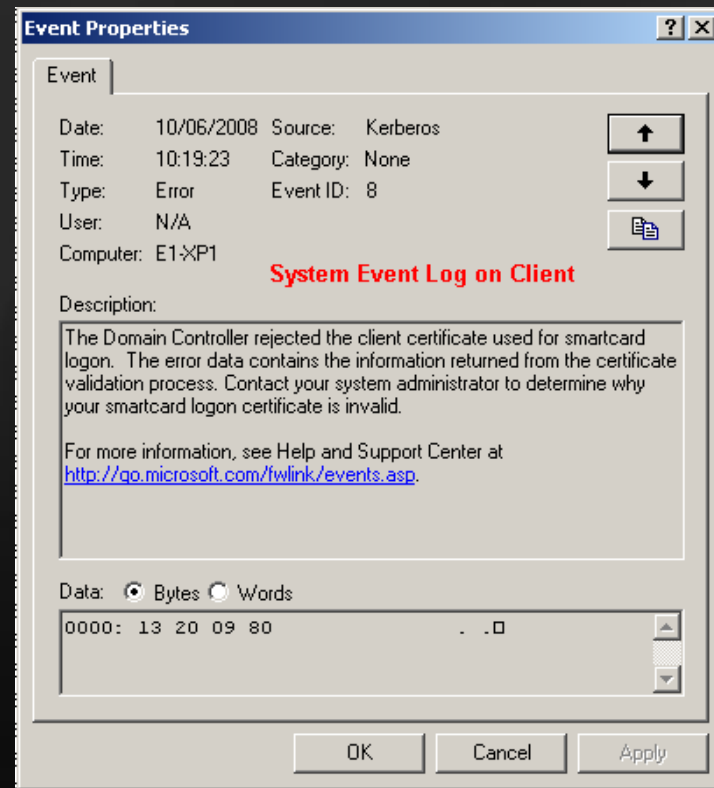 Event Properties
Event
Date: 10/06/2008 Source: Kerberos
Time: 10:19:23 Category: None
Type: Error Event ID: 8
User: N/A
Computer: E1-XP1
System Event Log on Client
Description:
The Domain Controller rejected the client certificate used for smartcard
logon. The error data contains the information returned from the certificate
validation process. Contact your system administrator to determine why
your smartcard logon certificate is invalid.
For more information, see Help and Support Center at
http://go.microsoft.com/fwlink/events.asp.
Data: Bytes Words
0000: 13 20 09 80 . .□
OK Cancel Apply